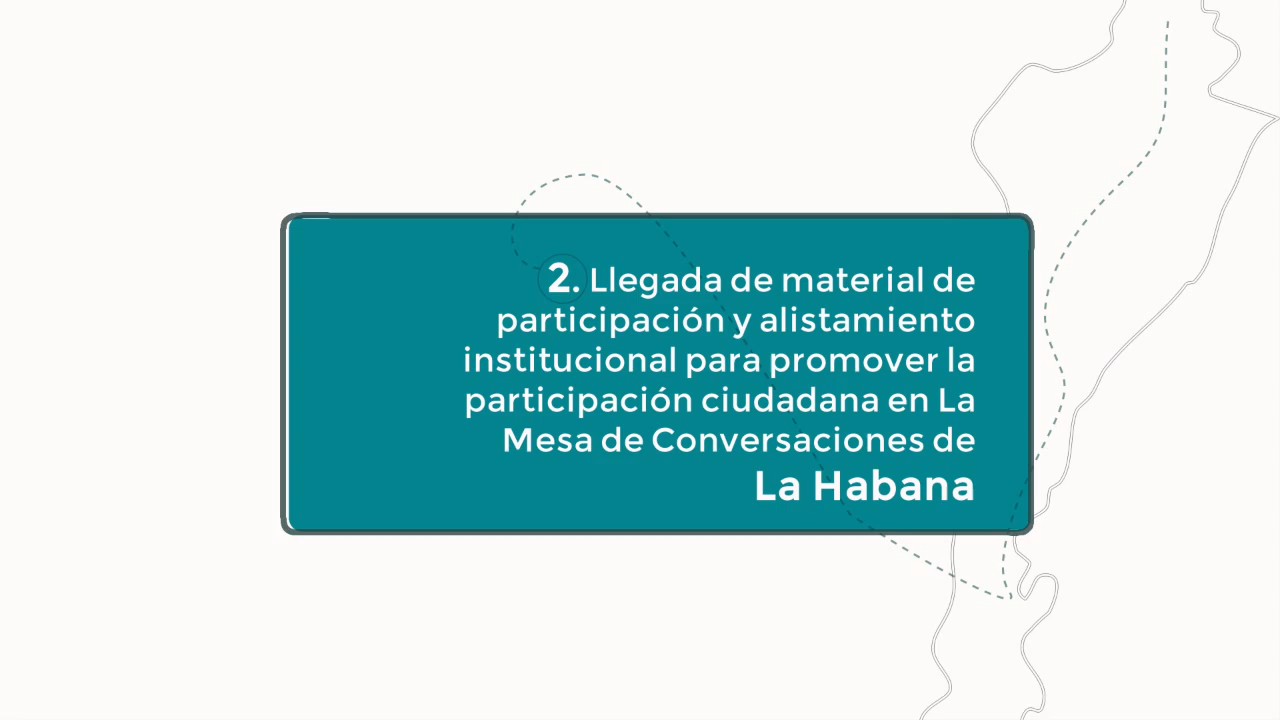 2. Llegada de material de
participación y alistamiento
institucional para promover la
participación ciudadana en La
Mesa de Conversaciones de
La Habana